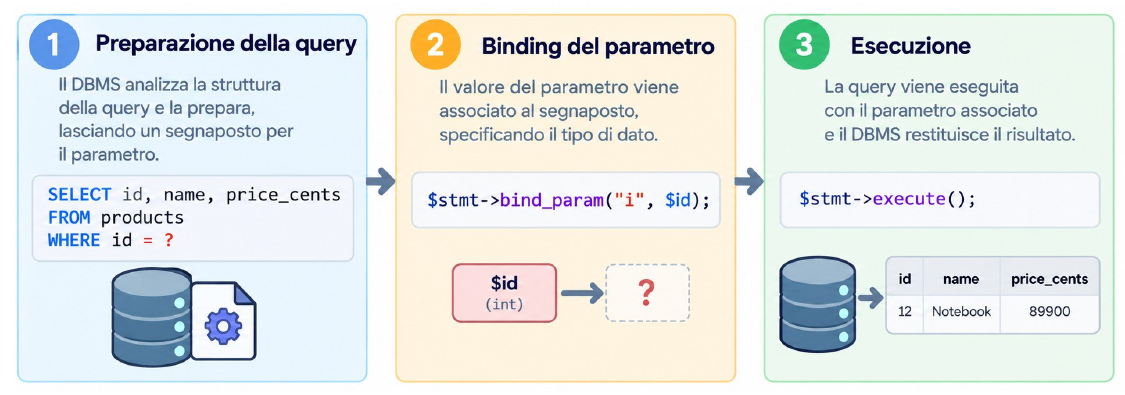 1 Preparazione della query
Il DBMS analizza la struttura
della query e la prepara,
lasciando un segnaposto per
il parametro.
SELECT id, name, price_cents
FROM products
WHERE id = ?
2 Binding del parametro
Il valore del parametro viene
associato al segnaposto,
specificando il tipo di dato.
$stmt->bind_param("i", $id);
$id
(int)
?
3 Esecuzione
La query viene eseguita
con il parametro associato
e il DBMS restituisce il risultato.
$stmt->execute();
id name price_cents
12 Notebook 89900